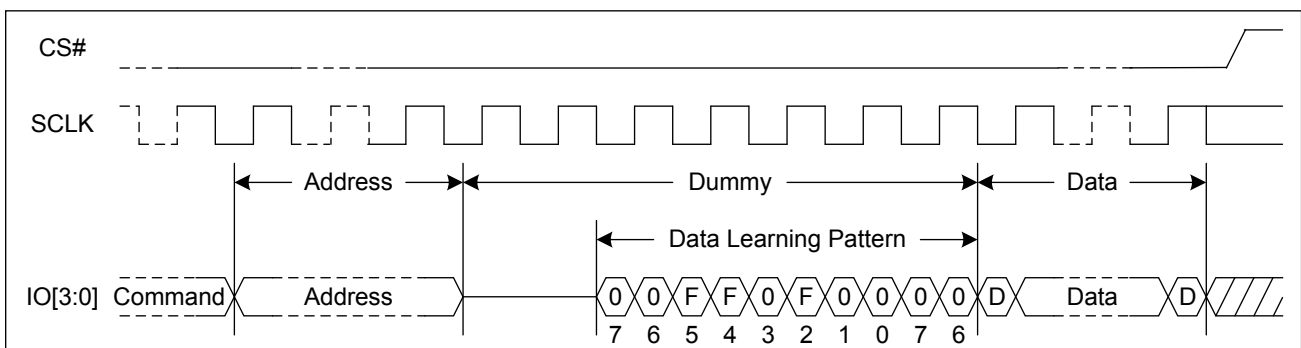 CS#
SCLK
Address Dummy Data
Data Learning Pattern
IO[3:0] Command Address 0 0 F F 0 F 0 0 0 0 D Data D
7 6 5 4 3 2 1 0 7 6